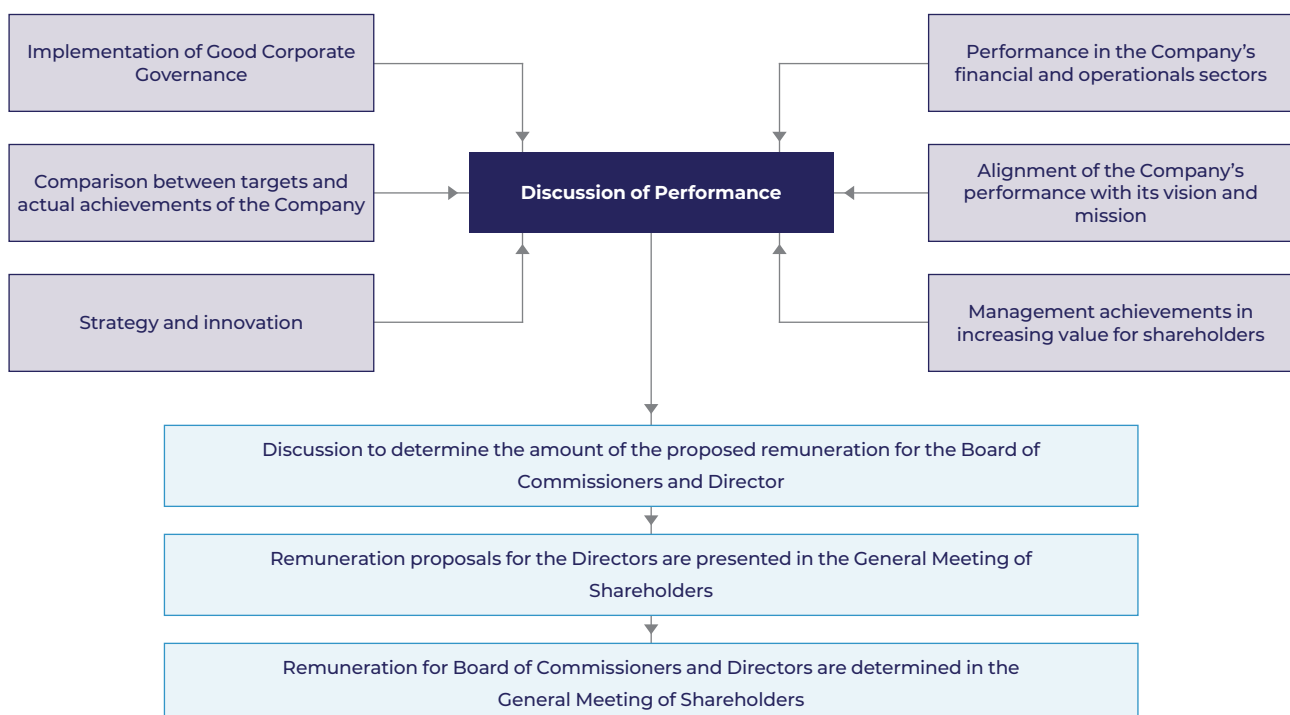 Implementation of Good Corporate
Governance
Performance in the Company's
financial and operationals sectors
Comparison between targets and
actual achievements of the Company
Discussion of Performance
Alignment of the Company's
performance with its vision and
mission
Strategy and innovation
Management achievements in
increasing value for shareholders
Discussion to determine the amount of the proposed remuneration for the Board of
Commissioners and Director
Remuneration proposals for the Directors are presented in the General Meeting of
Shareholders
Remuneration for Board of Commissioners and Directors are determined in the
General Meeting of Shareholders